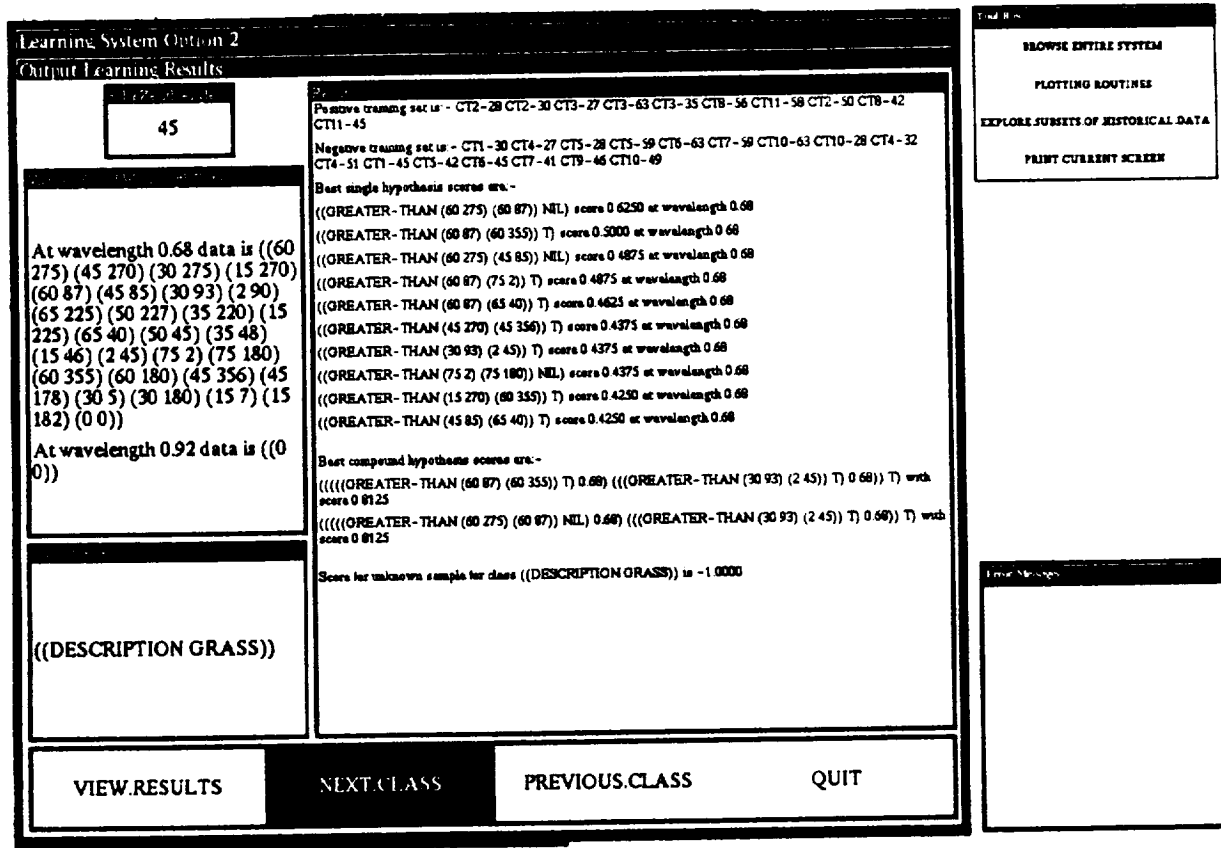 Learning System Option 2
Output Learning Results
45
At wavelength 0.68 data is ((60
275) (45 270) (30 275) (15 270)
(60 87) (45 85) (30 93) (2 90)
(65 225) (50 227) (35 220) (15
225) (65 40) (50 45) (35 48)
(15 46) (2 45) (75 2) (75 180)
(60 355) (60 180) (45 356) (45
178) (30 5) (30 180) (15 7) (15
182) (0 0))
At wavelength 0.92 data is ((0
0))
((DESCRIPTION GRASS))
Positive training set is:- CT2-28 CT2-30 CT3-27 CT3-63 CT3-35 CT8-56 CT11-58 CT2-50 CT8-42
CT11-45
Negative training set is:- CT1-30 CT4-27 CT5-28 CT5-59 CT6-63 CT7-59 CT10-63 CT10-28 CT4-32
CT4-51 CT1-45 CT5-42 CT6-45 CT7-41 CT9-46 CT10-49
Best single hypothesis scores are:-
((GREATER-THAN (60 275) (60 87)) NIL) score 0.6250 at wavelength 0.68
((GREATER-THAN (60 87) (60 355)) T) score 0.5000 at wavelength 0.68
((GREATER-THAN (60 275) (45 85)) NIL) score 0.4875 at wavelength 0.68
((GREATER-THAN (60 87) (75 2)) T) score 0.4875 at wavelength 0.68
((GREATER-THAN (60 87) (65 40)) T) score 0.4625 at wavelength 0.68
((GREATER-THAN (45 270) (45 356)) T) score 0.4375 at wavelength 0.68
((GREATER-THAN (30 93) (2 45)) T) score 0.4375 at wavelength 0.68
((GREATER-THAN (75 2) (75 180)) NIL) score 0.4375 at wavelength 0.68
((GREATER-THAN (15 270) (60 355)) T) score 0.4250 at wavelength 0.68
((GREATER-THAN (45 85) (65 40)) T) score 0.4250 at wavelength 0.68
Best compound hypothesis scores are:-
(((((GREATER-THAN (60 87) (60 355)) T) 0.68) (((GREATER-THAN (30 93) (2 45)) T) 0.68)) T) with
score 0.8125
(((((GREATER-THAN (60 275) (60 87)) NIL) 0.68) (((GREATER-THAN (30 93) (2 45)) T) 0.68)) T) with
score 0.8125
Score for unknown sample for class ((DESCRIPTION GRASS)) is -1.0000
VIEW.RESULTS NEXT.CLASS PREVIOUS.CLASS QUIT
Tool Box
BROWSE ENTIRE SYSTEM
PLOTTING ROUTINES
EXPLORE.SUBSETS.OF.HISTORICAL.DATA
PRINT CURRENT SCREEN
Error Messages